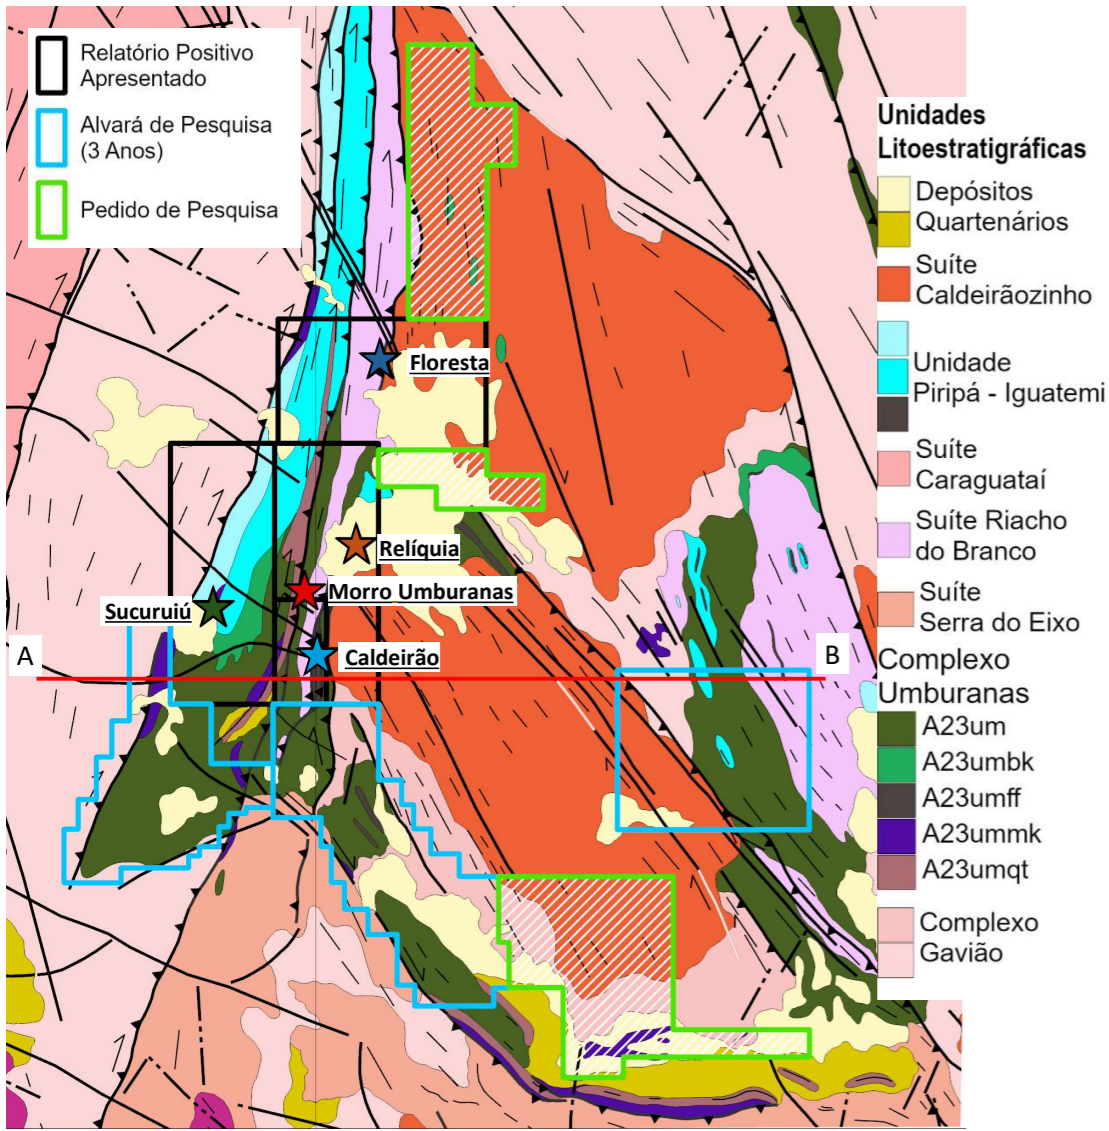 Relatório Positivo
Apresentado
Alvará de Pesquisa
(3 Anos)
Pedido de Pesquisa
Floresta
Relíquia
Morro Umburanas
Sucuruiú
Caldeirão
A
B
Unidades
Litoestratigráficas
Depósitos
Quartenários
Suíte
Caldeirãozinho
Unidade
Piripá - Iguatemi
Suíte
Caraguataí
Suíte Riacho
do Branco
Suíte
Serra do Eixo
Complexo
Umburanas
A23um
A23umbk
A23umff
A23ummk
A23umqt
Complexo
Gavião